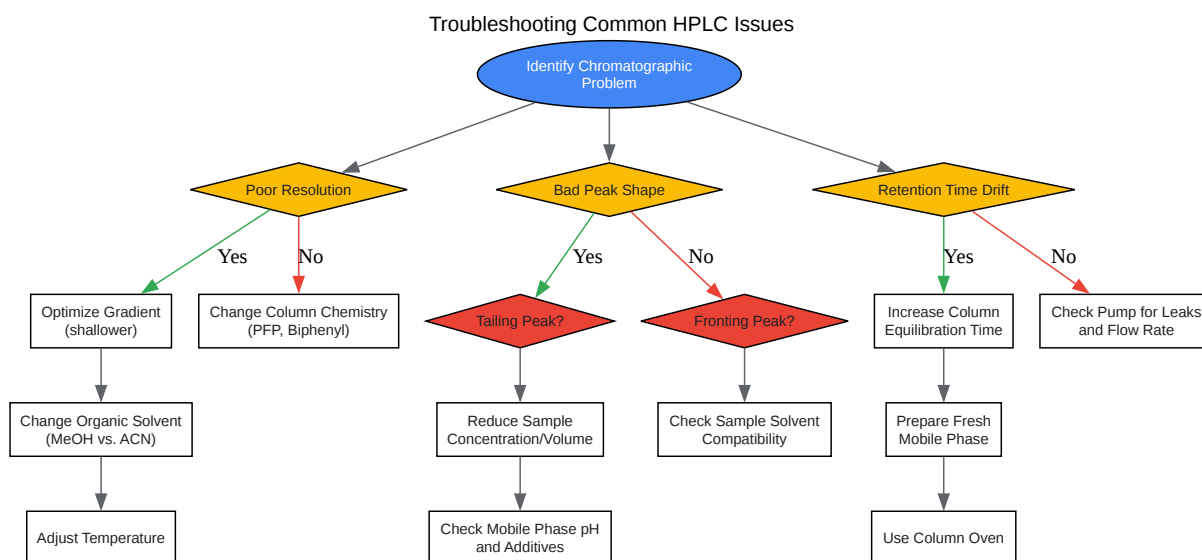 Troubleshooting Common HPLC Issues
Identify Chromatographic
Problem
Poor Resolution
Bad Peak Shape
Retention Time Drift
Yes
No
Yes
No
Yes
No
Optimize Gradient
(shallower)
Change Column Chemistry
(PFP, Biphenyl)
Tailing Peak?
Fronting Peak?
Increase Column
Equilibration Time
Check Pump for Leaks
and Flow Rate
Change Organic Solvent
(MeOH vs. ACN)
Reduce Sample
Concentration/Volume
Check Sample Solvent
Compatibility
Prepare Fresh
Mobile Phase
Adjust Temperature
Check Mobile Phase pH
and Additives
Use Column Oven